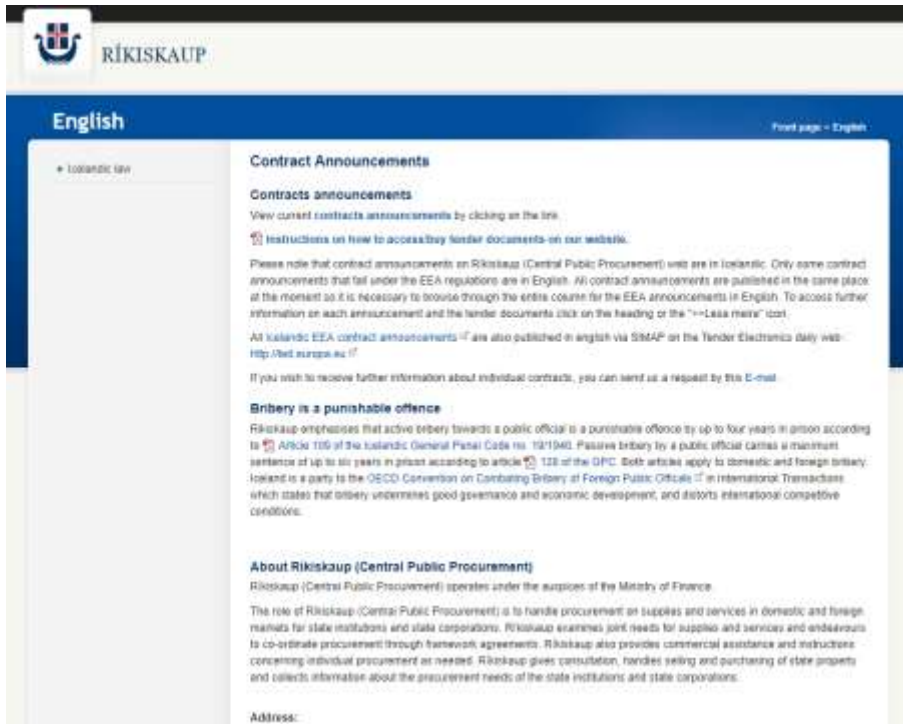 RÍKISKAUP
English
Front page – English
Icelandic law
Contract Announcements
Contracts announcements
View current contracts announcements by clicking on the link.
Instructions on how to access/buy tender documents on our website.
Please note that contract announcements on Ríkiskaup (Central Public Procurement) web are in Icelandic. Only some contract
announcements that fall under the EEA regulations are in English. All contract announcements are published in the same place
at the moment so it is necessary to browse through the entire column for the EEA announcements in English. To access further
information on each announcement and the tender documents click on the heading or the ">>Lesa meira" icon.
All Icelandic EEA contract announcements are also published in english via SIMAP on the Tender Electronics daily web-
http://ted.europa.eu
If you wish to receive further information about individual contracts, you can send us a request by this E-mail.
Bribery is a punishable offence
Ríkiskaup emphasises that active bribery towards a public official is a punishable offence by up to four years in prison according
to Article 109 of the Icelandic General Penal Code no. 19/1940. Passive bribery by a public official carries a maximum
sentence of up to six years in prison according to article 128 of the GPC. Both articles apply to domestic and foreign bribery.
Iceland is a party to the OECD Convention on Combating Bribery of Foreign Public Officials in International Transactions
which states that bribery undermines good governance and economic development, and distorts international competitive
conditions.
About Ríkiskaup (Central Public Procurement)
Ríkiskaup (Central Public Procurement) operates under the auspices of the Ministry of Finance.
The role of Ríkiskaup (Central Public Procurement) is to handle procurement on supplies and services in domestic and foreign
markets for state institutions and state corporations. Ríkiskaup examines joint needs for supplies and services and endeavours
to co-ordinate procurement through framework agreements. Ríkiskaup also provides commercial assistance and instructions
concerning individual procurement as needed. Ríkiskaup gives consultation, handles selling and purchasing of state property
and collects information about the procurement needs of the state institutions and state corporations.
Address: